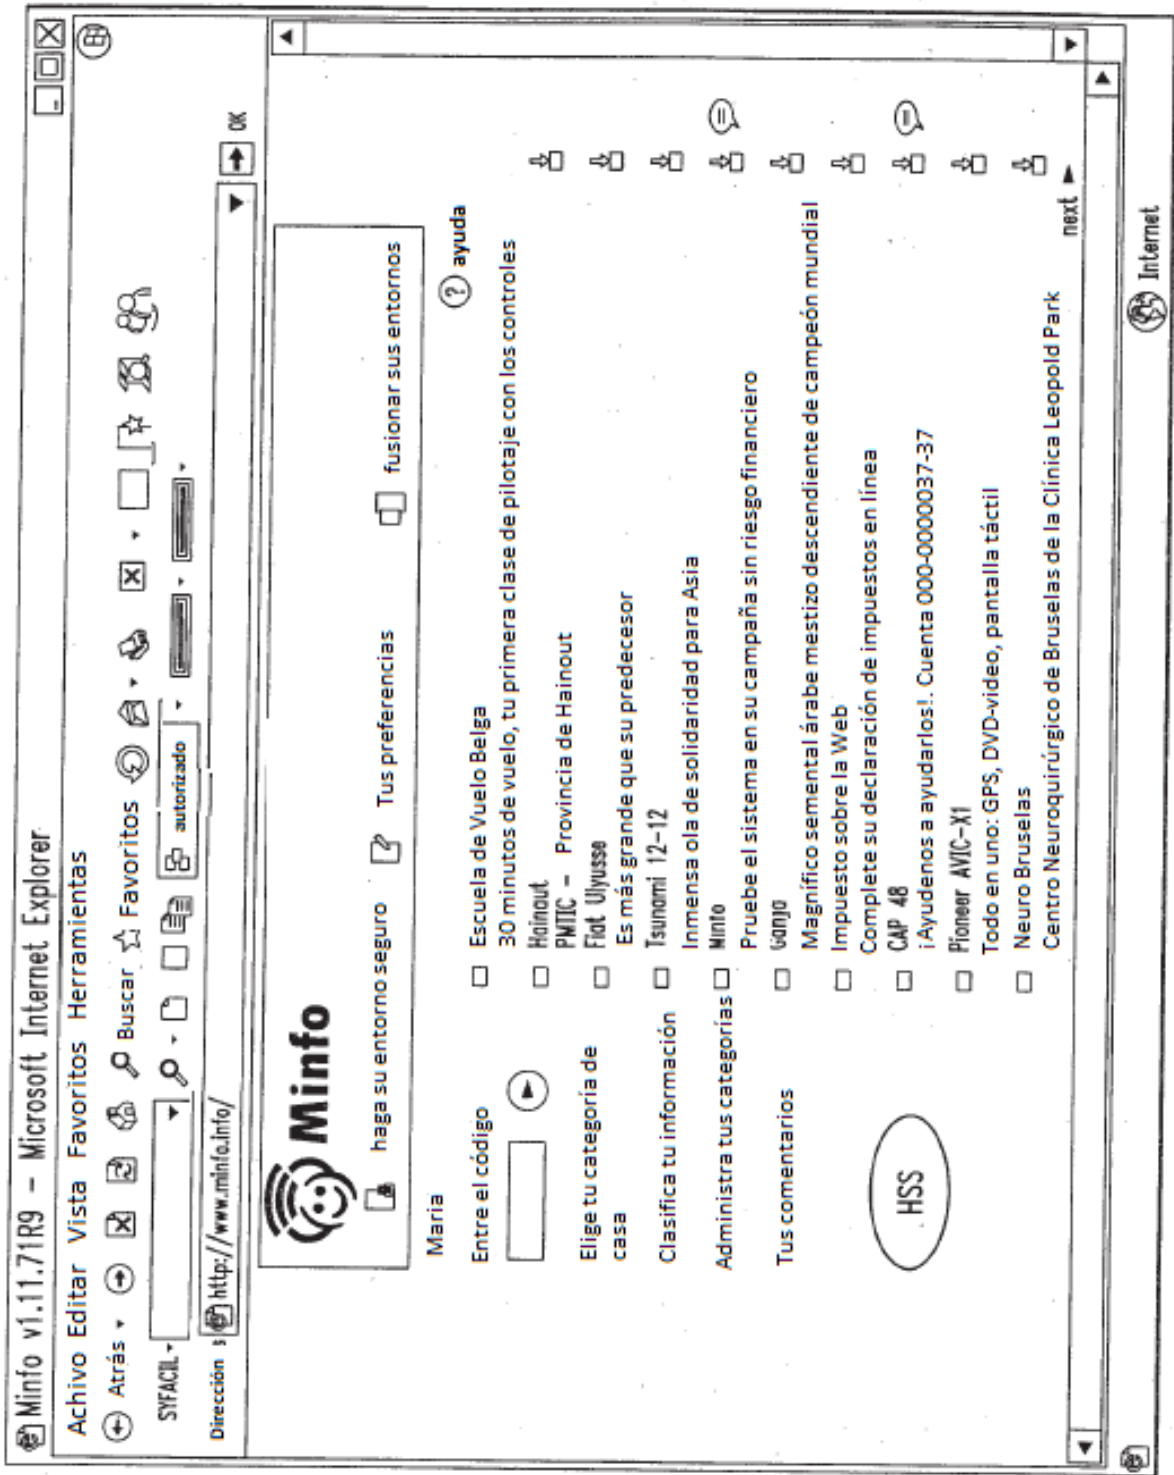 Minfo v1.11.71R9 – Microsoft Internet Explorer
Achivo Editar Vista Favoritos Herramientas
Atrás Buscar Favoritos
SYFACIL autorizado
Dirección http://www.minfo.info/ OK
Minfo
haga su entorno seguro Tus preferencias fusionar sus entornos
Maria
? ayuda
Entre el código
Elige tu categoría de
casa
Clasifica tu información
Administra tus categorías
Tus comentarios
HSS
Escuela de Vuelo Belga
30 minutos de vuelo, tu primera clase de pilotaje con los controles
Hainout
PMTIC – Provincia de Hainout
Fiat Ulyusse
Es más grande que su predecesor
Tsunami 12-12
Inmensa ola de solidaridad para Asia
Minfo
Pruebe el sistema en su campaña sin riesgo financiero
Ganja
Magnífico semental árabe mestizo descendiente de campeón mundial
Impuesto sobre la Web
Complete su declaración de impuestos en línea
CAP 48
¡Ayudenos a ayudarlos!. Cuenta 000-0000037-37
Pioneer AVIC-X1
Todo en uno: GPS, DVD-video, pantalla táctil
Neuro Bruselas
Centro Neuroquirúrgico de Bruselas de la Clínica Leopold Park
next
Internet